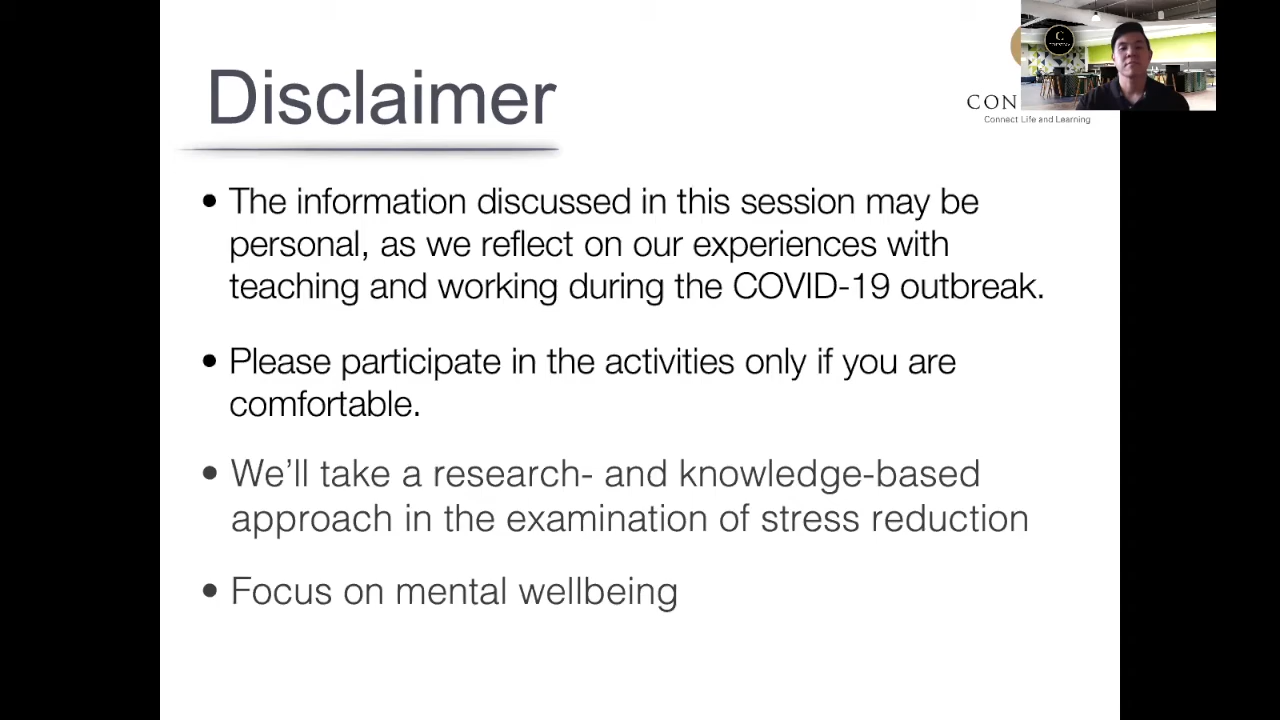 Disclaimer
CON
Connect Life and Learning
• The information discussed in this session may be
personal, as we reflect on our experiences with
teaching and working during the COVID-19 outbreak.
• Please participate in the activities only if you are
comfortable.
• We’ll take a research- and knowledge-based
approach in the examination of stress reduction
• Focus on mental wellbeing